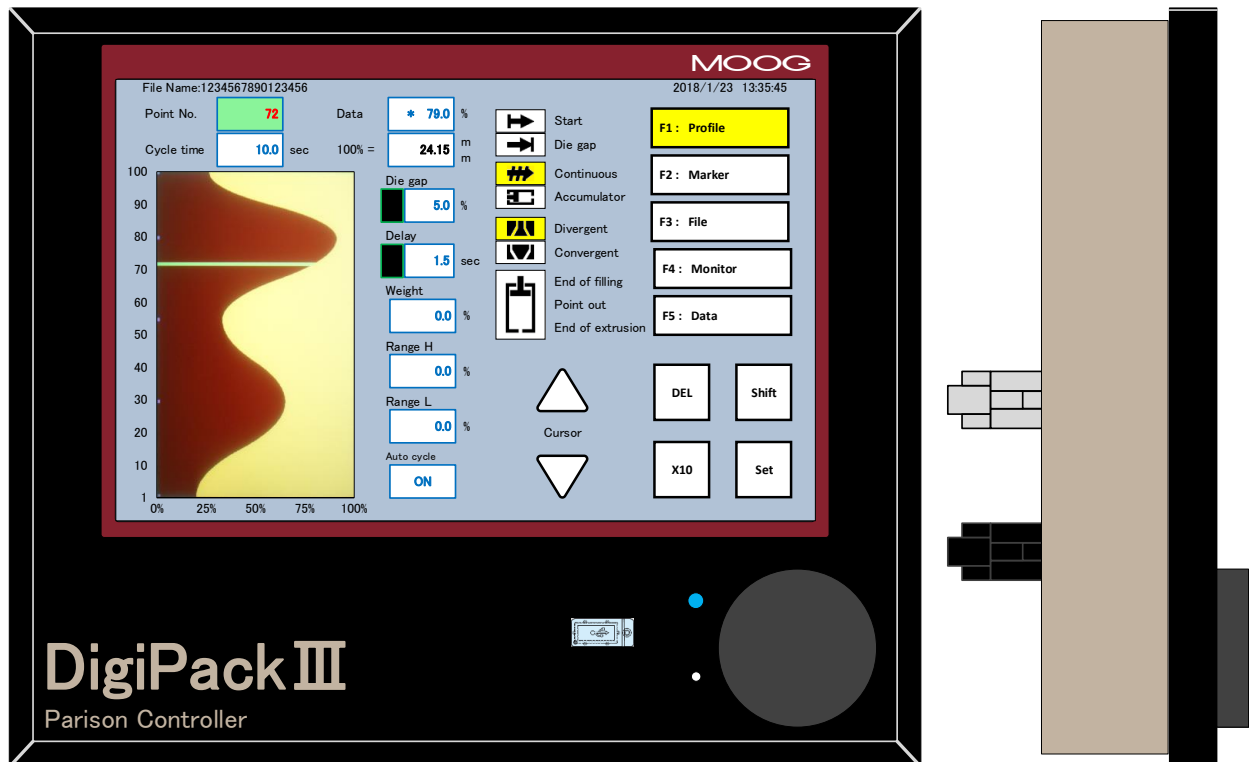 MOOG
File Name:1234567890123456
2018/1/23 13:35:45
Point No. 72
Data * 79.0 %
Cycle time 10.0 sec
100% = 24.15 mm
Start
Die gap
Continuous
Accumulator
Divergent
Convergent
End of filling
Point out
End of extrusion
F1 : Profile
F2 : Marker
F3 : File
F4 : Monitor
F5 : Data
100
90
80
70
60
50
40
30
20
10
1
0% 25% 50% 75% 100%
Die gap
5.0 %
Delay
1.5 sec
Weight
0.0 %
Range H
0.0 %
Range L
0.0 %
Auto cycle
ON
Cursor
DEL
Shift
X10
Set
DigiPackⅢ
Parison Controller